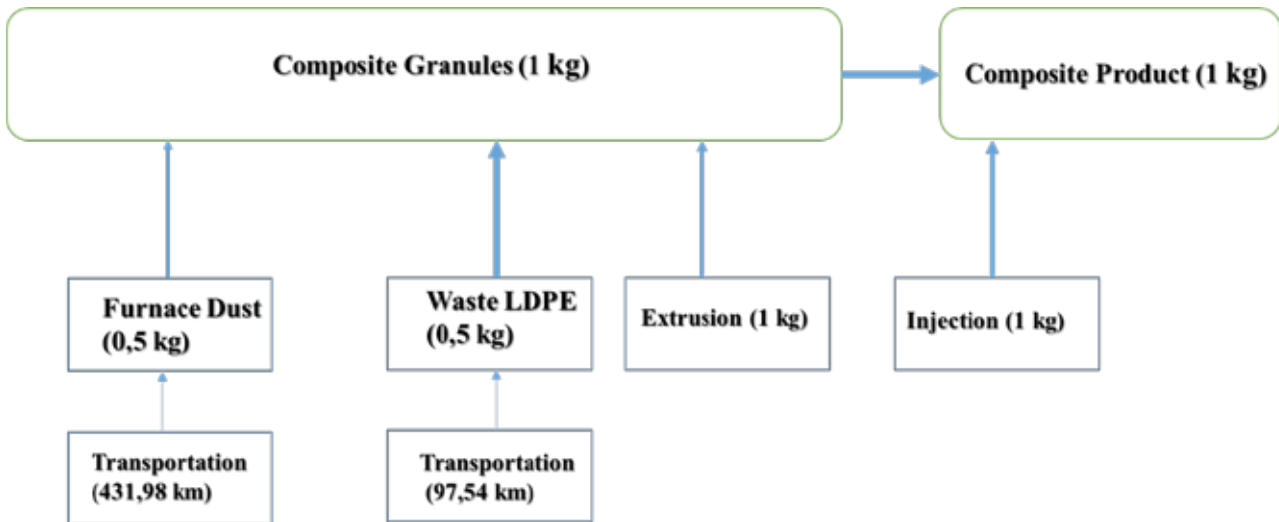 Composite Granules (1 kg)
Composite Product (1 kg)
Furnace Dust
(0,5 kg)
Waste LDPE
(0,5 kg)
Extrusion (1 kg)
Injection (1 kg)
Transportation
(431,98 km)
Transportation
(97,54 km)